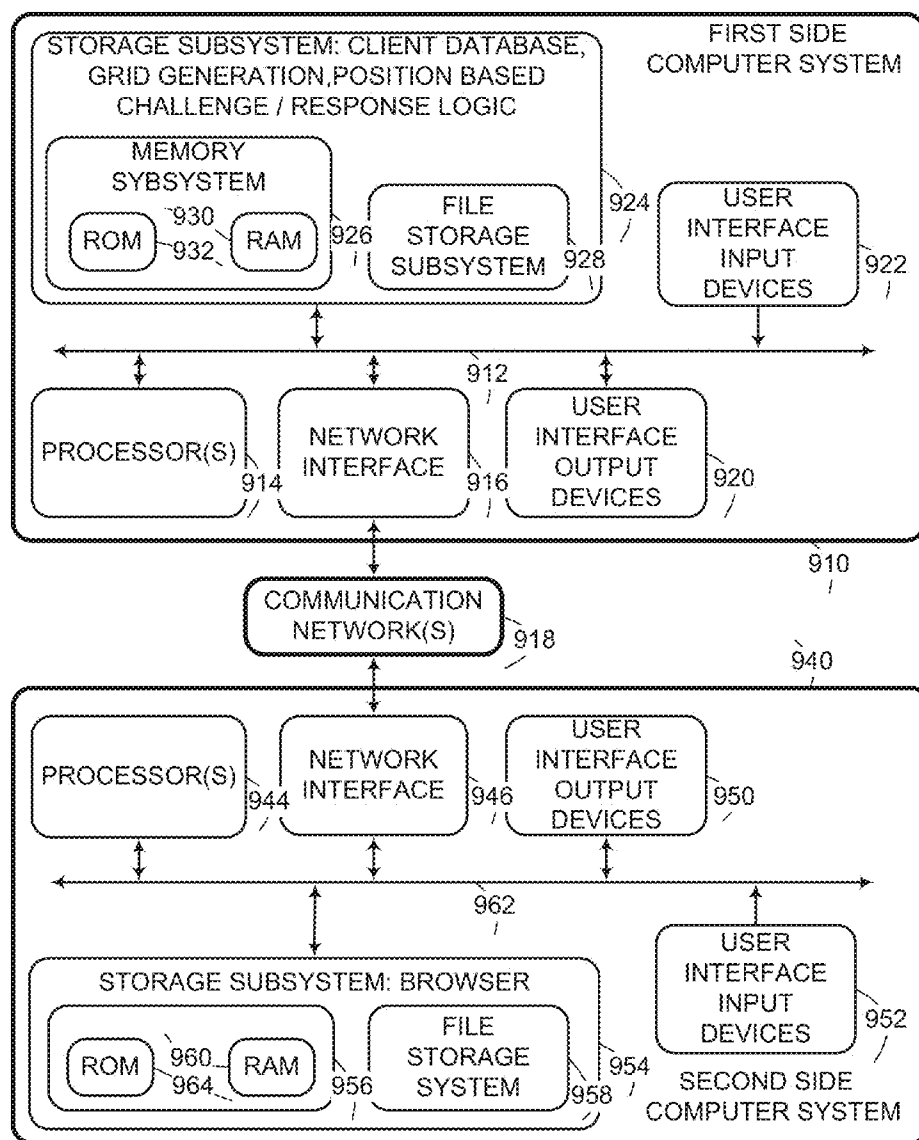 STORAGE SUBSYSTEM: CLIENT DATABASE,
GRID GENERATION,POSITION BASED
CHALLENGE / RESPONSE LOGIC
FIRST SIDE
COMPUTER SYSTEM
MEMORY
SYBSYSTEM
930
ROM
932
RAM
926
FILE
STORAGE
SUBSYSTEM
928
924
USER
INTERFACE
INPUT
DEVICES
922
912
PROCESSOR(S)
914
NETWORK
INTERFACE
916
USER
INTERFACE
OUTPUT
DEVICES
920
910
COMMUNICATION
NETWORK(S)
918
940
PROCESSOR(S)
944
NETWORK
INTERFACE
946
USER
INTERFACE
OUTPUT
DEVICES
950
962
STORAGE SUBSYSTEM: BROWSER
ROM
960
964
RAM
956
FILE
STORAGE
SYSTEM
958
954
USER
INTERFACE
INPUT
DEVICES
952
SECOND SIDE
COMPUTER SYSTEM